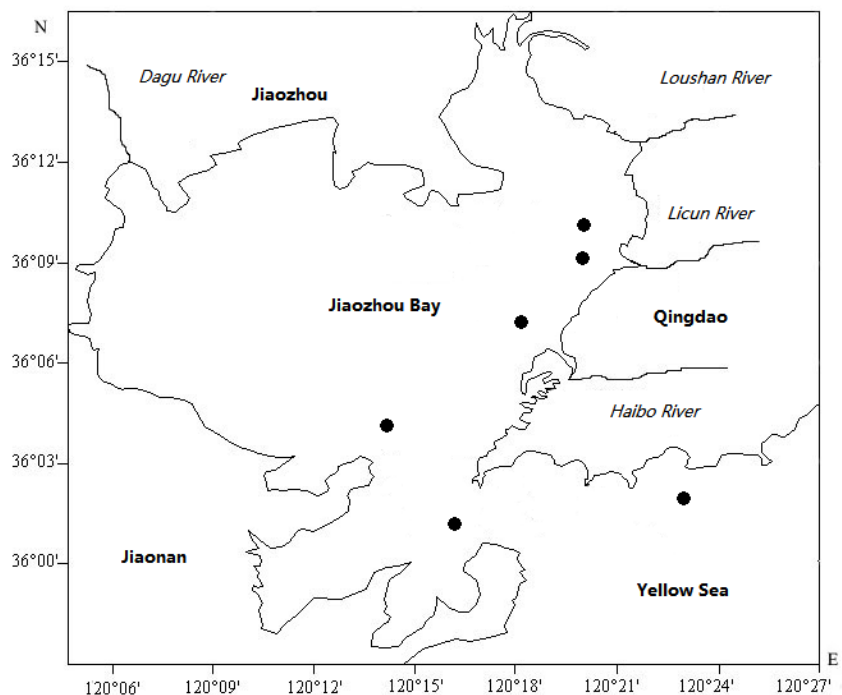 N
36°15'
Dagu River
Jiaozhou
Loushan River
36°12'
Licun River
36°09'
Jiaozhou Bay
Qingdao
36°06'
Haibo River
36°03'
36°00'
Jiaonan
Yellow Sea
E
120°06'
120°09'
120°12'
120°15'
120°18'
120°21'
120°24'
120°27'